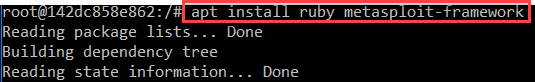 root@142dc858e862:/# apt install ruby metasploit-framework
Reading package lists... Done
Building dependency tree
Reading state information... Done